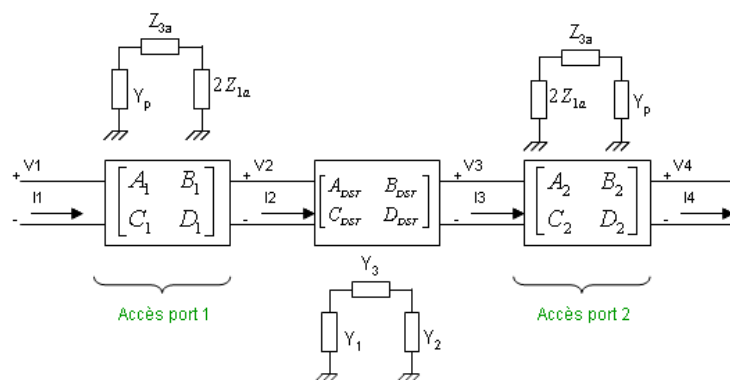 Z3a
Z3a
Yp
2 Z1a
2 Z1a
Yp
+ V1
+ V2
+ V3
+ V4
A1 B1
ADST BDST
A2 B2
I1
I2
I3
I4
C1 D1
CDST DDST
C2 D2
-
-
-
-
Y3
Accès port 1
Accès port 2
Y1
Y2